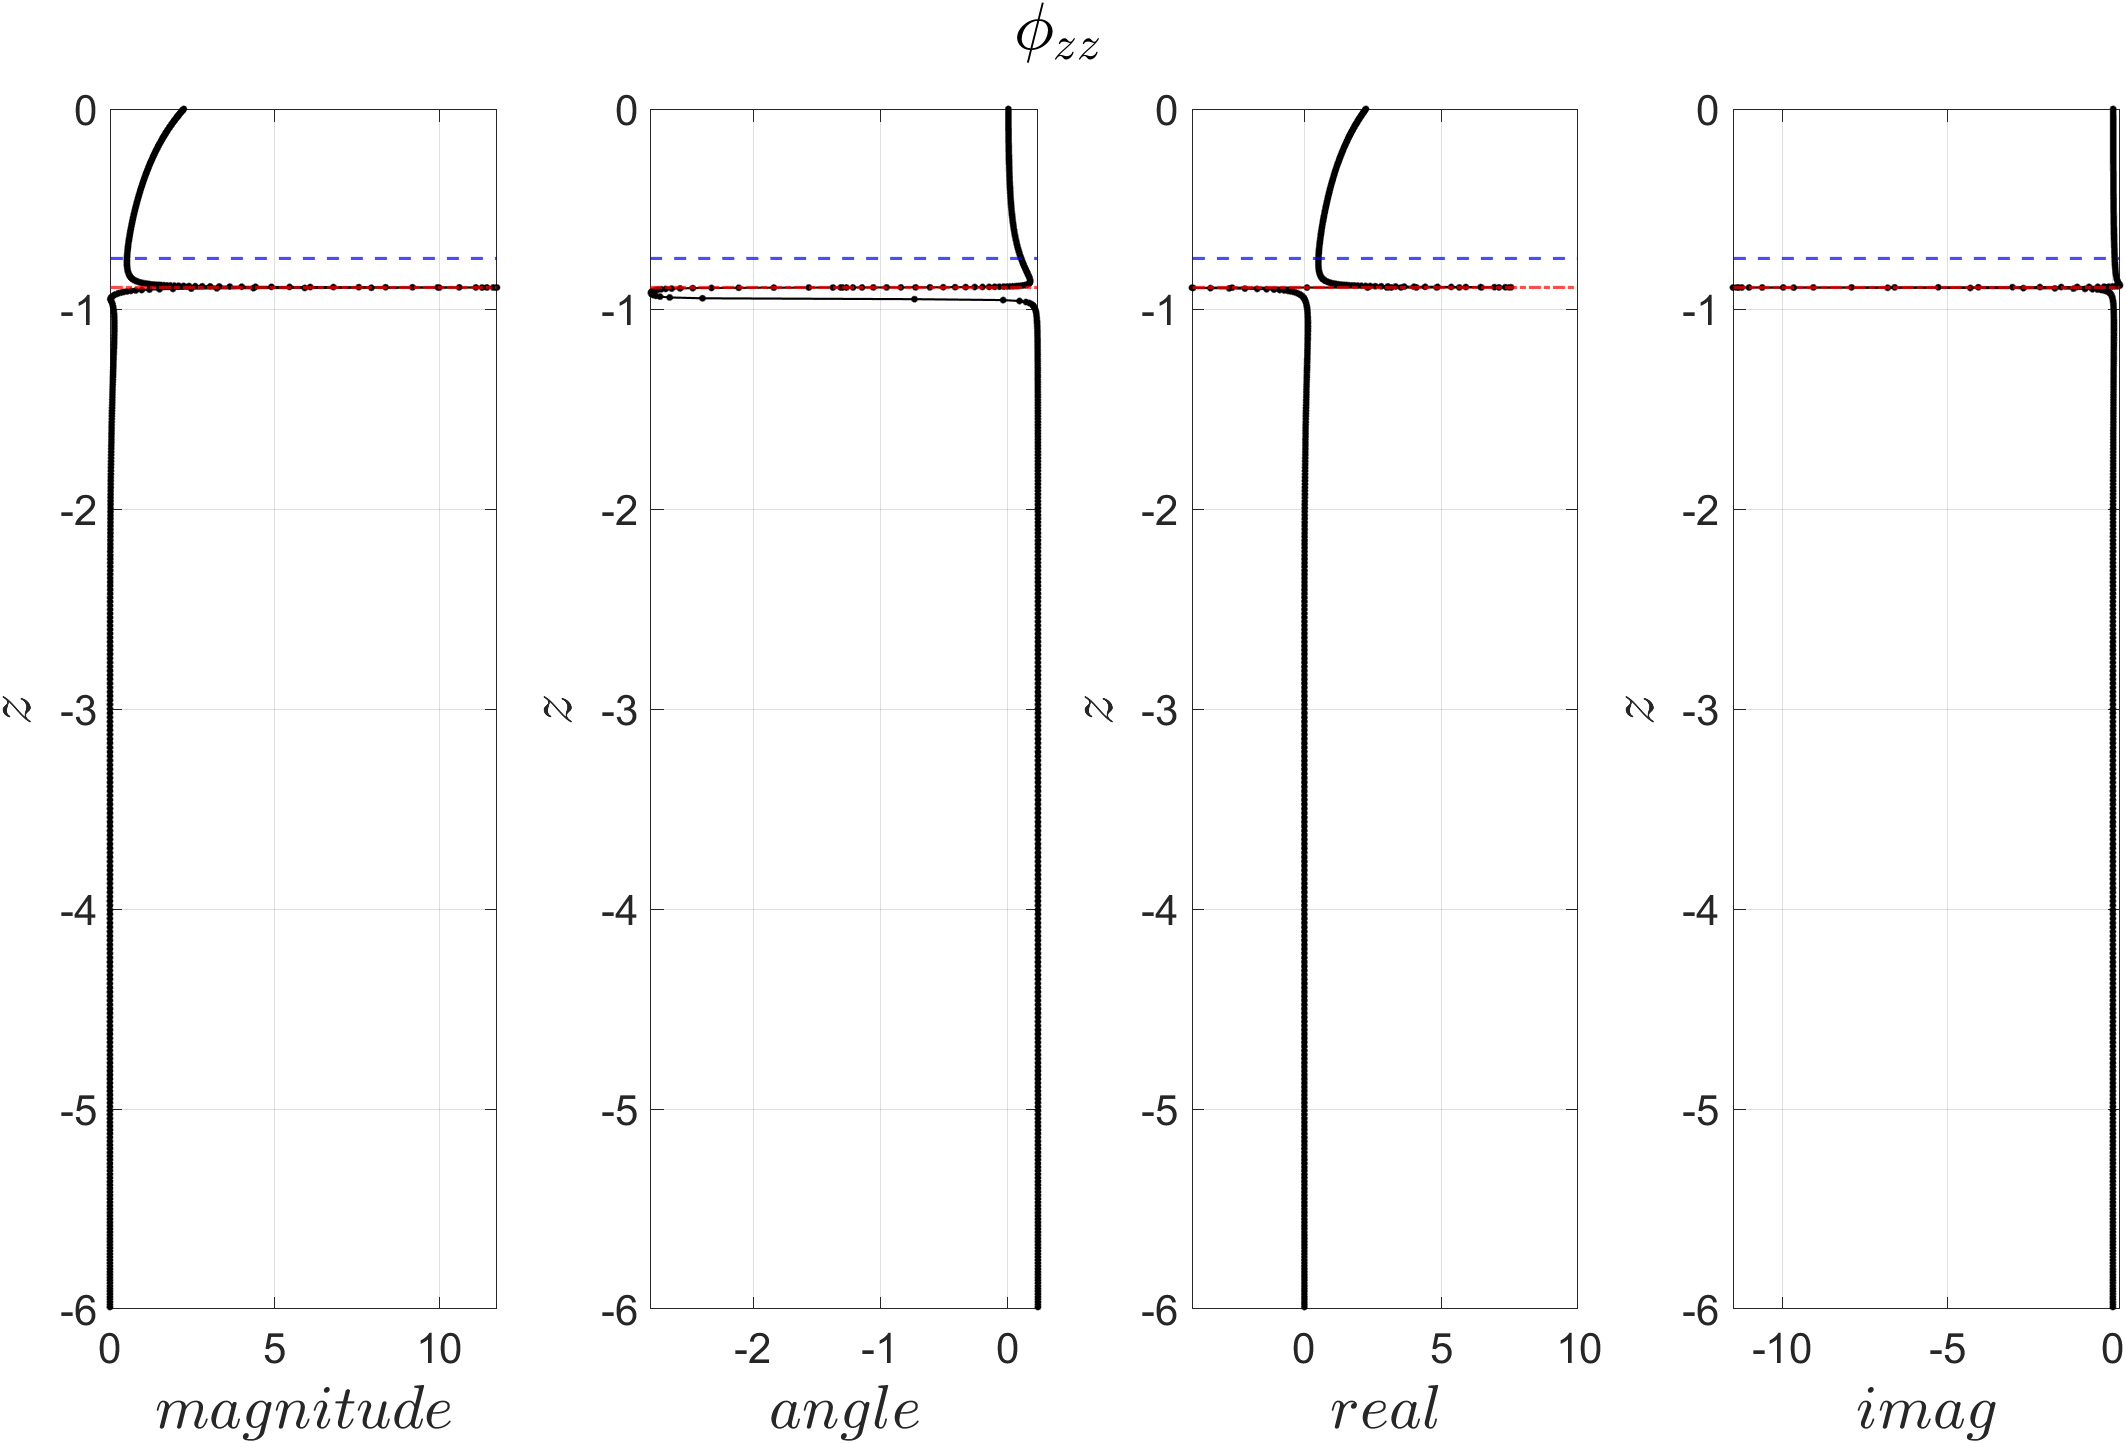 ϕzz
0 0 0 0
-1 -1 -1 -1
-2 -2 -2 -2
z -3 z -3 z -3 z -3
-4 -4 -4 -4
-5 -5 -5 -5
-6 -6 -6 -6
0 5 10 -2 -1 0 0 5 10 -10 -5 0
magnitude angle real imag